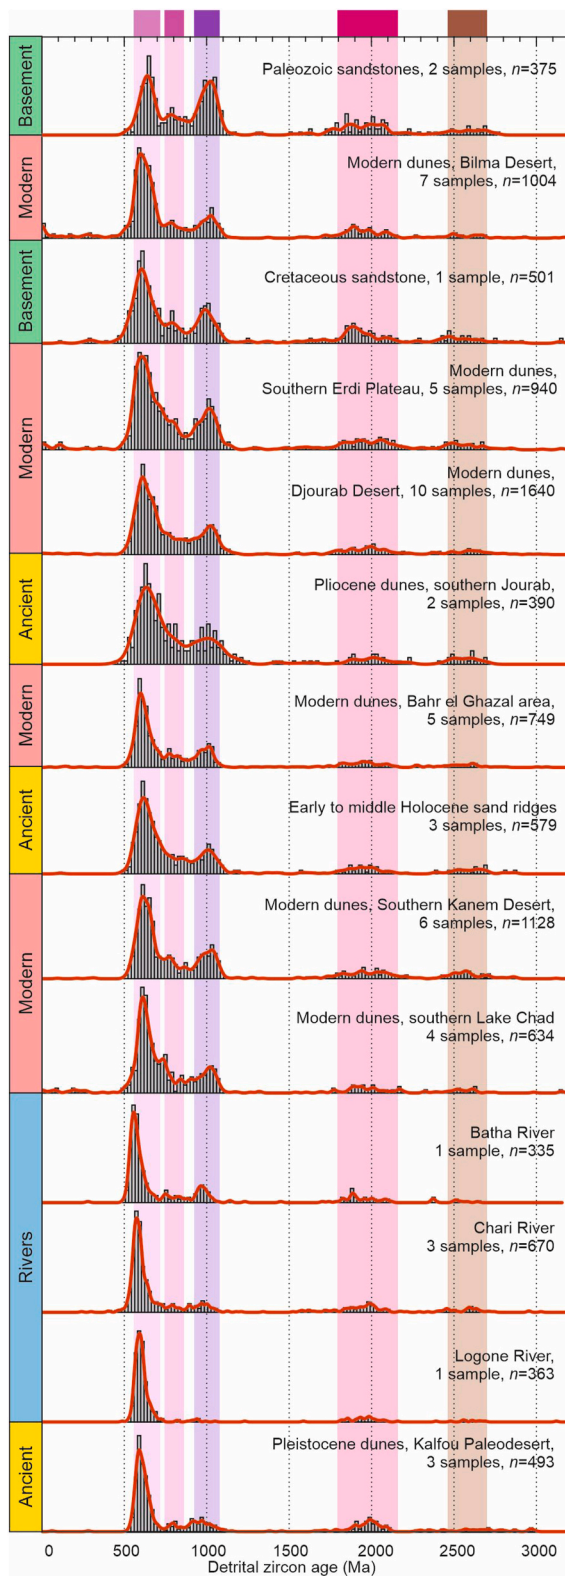 Basement
Paleozoic sandstones, 2 samples, n=375
Modern
Modern dunes, Bilma Desert,
7 samples, n=1004
Basement
Cretaceous sandstone, 1 sample, n=501
Modern
Modern dunes,
Southern Erdi Plateau, 5 samples, n=940
Modern dunes,
Djourab Desert, 10 samples, n=1640
Ancient
Pliocene dunes, southern Jourab,
2 samples, n=390
Modern
Modern dunes, Bahr el Ghazal area,
5 samples, n=749
Ancient
Early to middle Holocene sand ridges
3 samples, n=579
Modern
Modern dunes, Southern Kanem Desert,
6 samples, n=1128
Modern dunes, southern Lake Chad
4 samples, n=634
Rivers
Batha River
1 sample, n=335
Chari River
3 samples, n=670
Logone River,
1 sample, n=363
Ancient
Pleistocene dunes, Kalfou Paleodesert,
3 samples, n=493
0 500 1000 1500 2000 2500 3000
Detrital zircon age (Ma)